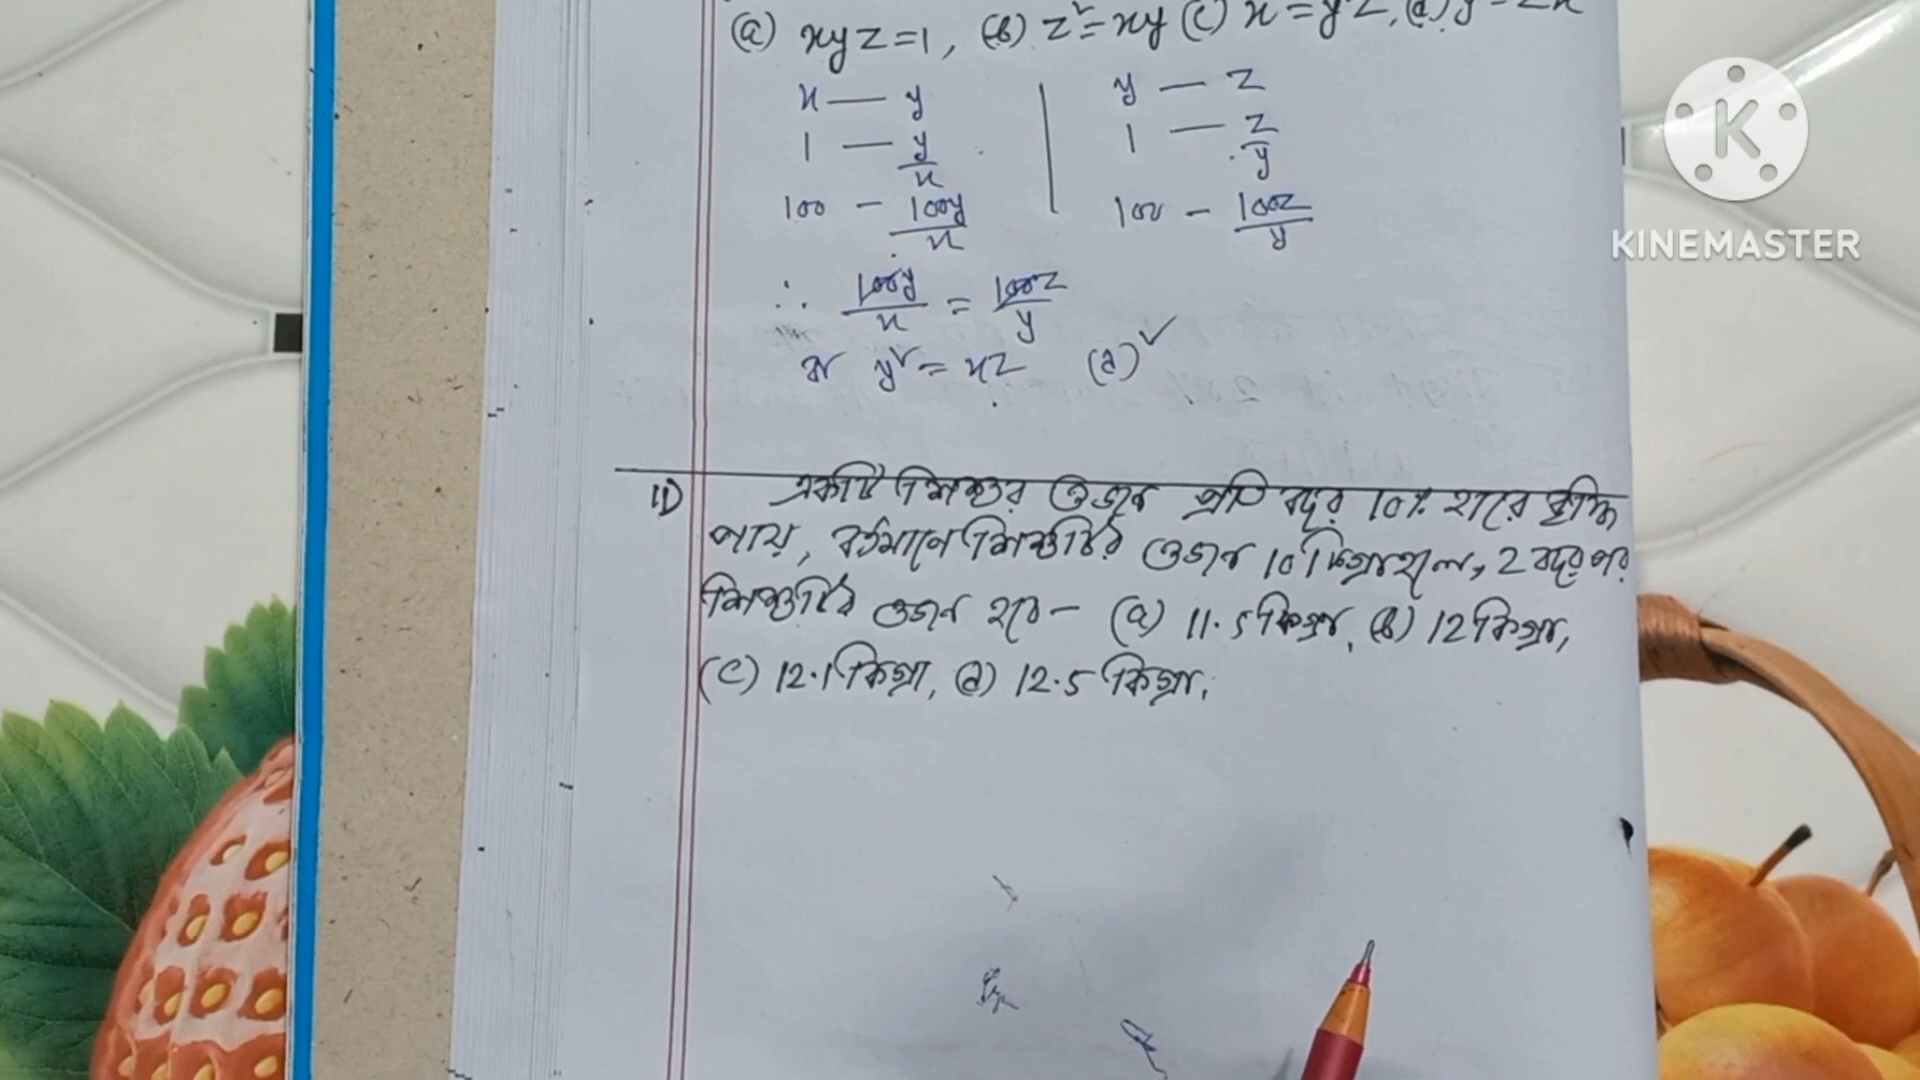 (a) xyz=1, (b) z²=xy (c) x=yz, (d) y²=zx
x — y
y — z
1 — y/x
1 — z/y
100 — 100y/x
100 — 100z/y
∴ 100y/x = 100z/y
বা y²=xz (d)✓
KINEMASTER
11) একটি শিশুর ওজন প্রতি বছর 10% হারে বৃদ্ধি
পায়, বর্তমানে শিশুটির ওজন 10 কিগ্রা হলে, 2 বছর পর
শিশুটির ওজন হবে— (a) 11.5 কিগ্রা, (b) 12 কিগ্রা,
(c) 12.1 কিগ্রা, (d) 12.5 কিগ্রা,